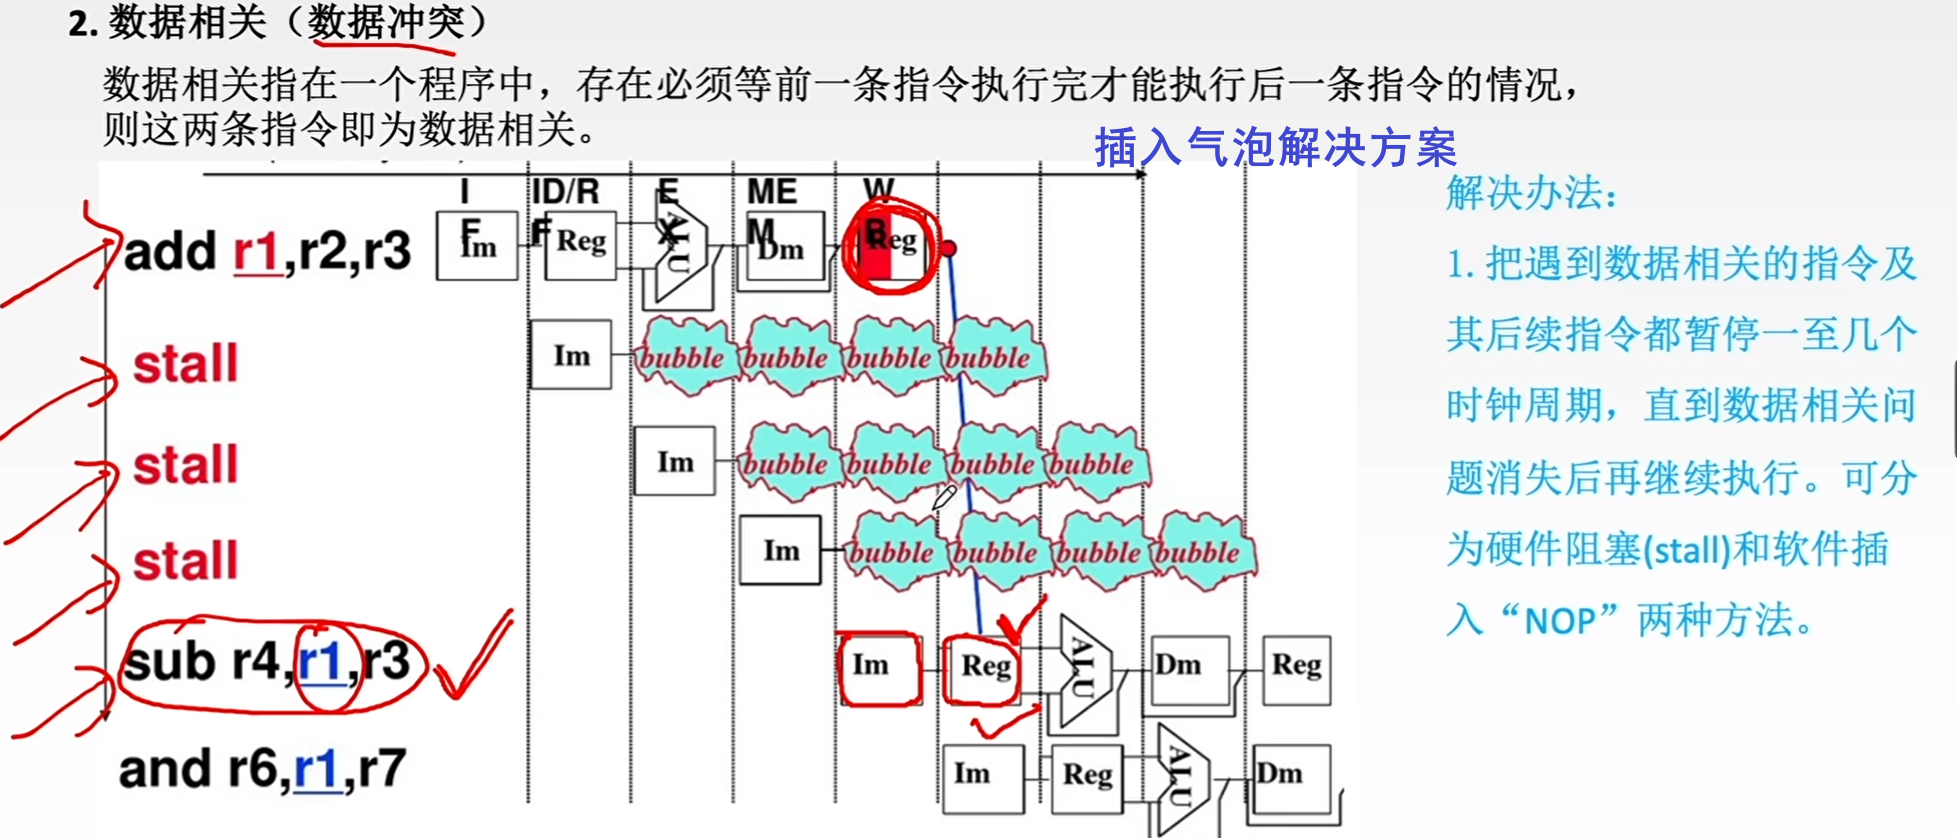 2. 数据相关（数据冲突）
数据相关指在一个程序中，存在必须等前一条指令执行完才能执行后一条指令的情况，
则这两条指令即为数据相关。
插入气泡解决方案
解决办法：
1. 把遇到数据相关的指令及
其后续指令都暂停一至几个
时钟周期，直到数据相关问
题消失后再继续执行。可分
为硬件阻塞(stall)和软件插
入“NOP”两种方法。
IF ID/RF EX MEM WB
add r1,r2,r3 Im Reg ALU Dm Reg
stall Im bubble bubble bubble bubble
stall Im bubble bubble bubble bubble
stall Im bubble bubble bubble bubble
sub r4,r1,r3 Im Reg ALU Dm Reg
and r6,r1,r7 Im Reg ALU Dm